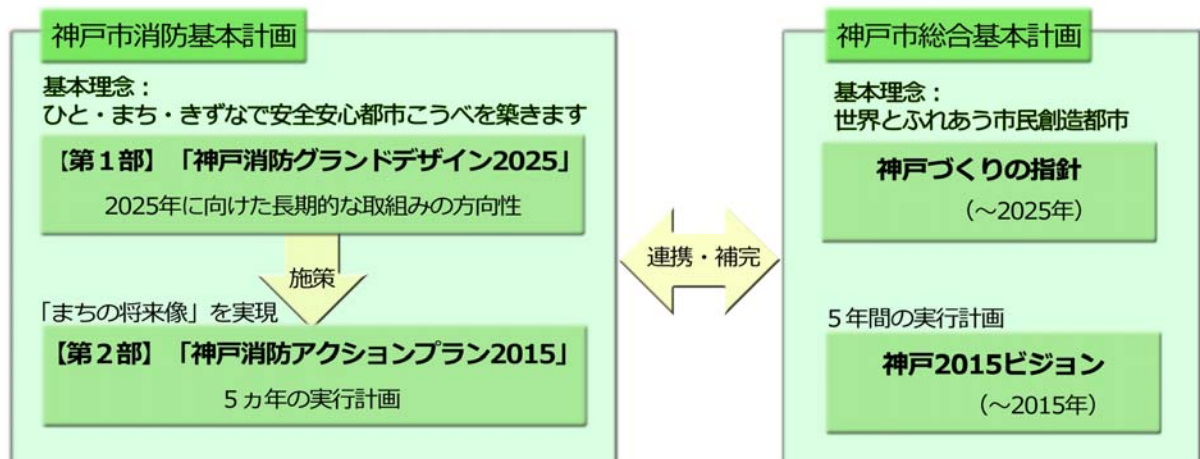 神戸市消防基本計画
基本理念：
ひと・まち・きずなで安全安心都市こうべを築きます
【第１部】「神戸消防グランドデザイン2025」
2025年に向けた長期的な取組みの方向性
施策
「まちの将来像」を実現
【第２部】「神戸消防アクションプラン2015」
５ヵ年の実行計画
連携・補完
神戸市総合基本計画
基本理念：
世界とふれあう市民創造都市
神戸づくりの指針
（～2025年）
５年間の実行計画
神戸2015ビジョン
（～2015年）